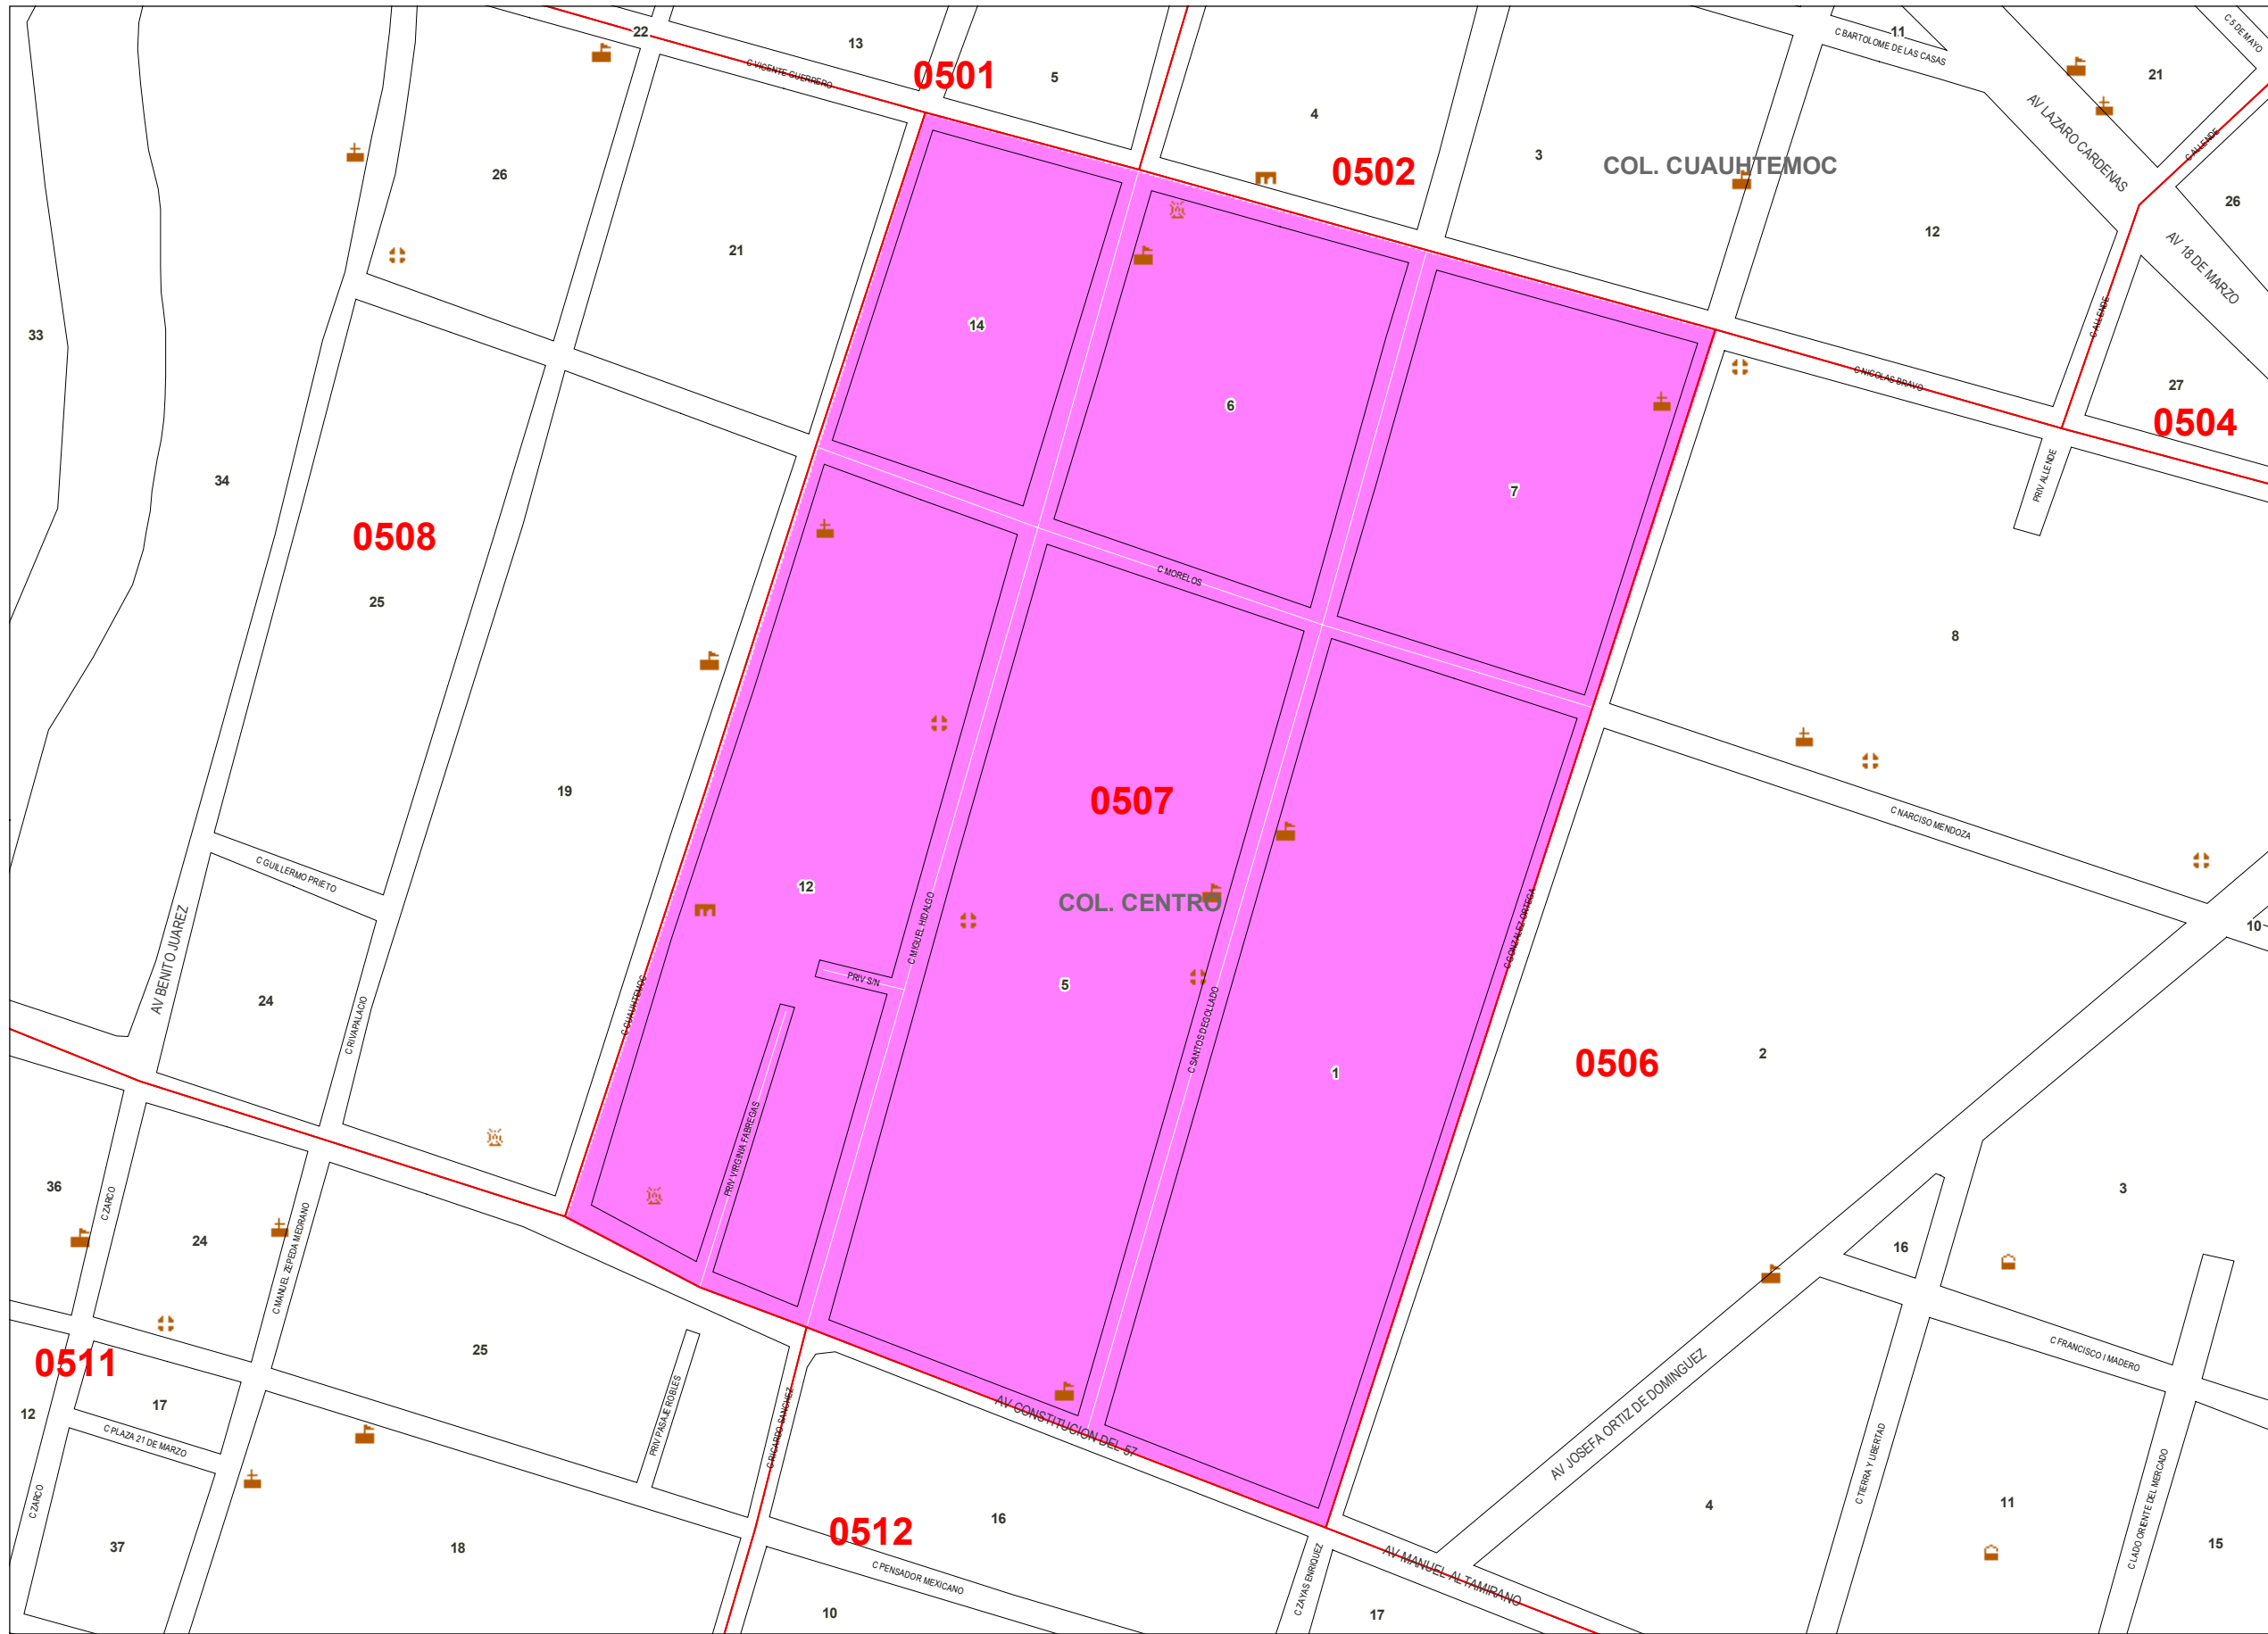 22
13
0501
5
C VICENTE GUERRERO
4
11
C BARTOLOME DE LAS CASAS
C 5 DE MAYO
21
AV LAZARO CARDENAS
C ALLENDE
0502
3
COL. CUAUHTEMOC
26
21
12
26
AV 18 DE MARZO
C ALLENDE
33
14
6
C NICOLAS BRAVO
27
0504
34
0508
25
7
PRIV ALLENDE
C MORELOS
8
19
0507
C NARCISO MENDOZA
C GUILLERMO PRIETO
12
COL. CENTRO
C MIGUEL HIDALGO
C GONZALEZ ORTEGA
10
AV BENITO JUAREZ
24
C RIVAPALACIO
C CUAUHTEMOC
PRIV S/N
5
C SANTOS DEGOLLADO
1
0506
2
PRIV VIRGINIA FABREGAS
36
C ZARCO
24
C MANUEL ZEPEDA MEDRANO
3
16
25
0511
C FRANCISCO I MADERO
12
17
C PLAZA 21 DE MARZO
PRIV PASAJE ROBLES
C RICARDO SANCHEZ
AV CONSTITUCION DEL 57
AV JOSEFA ORTIZ DE DOMINGUEZ
C TIERRA Y LIBERTAD
C LADO ORIENTE DEL MERCADO
C ZARCO
37
18
0512
16
4
11
15
C PENSADOR MEXICANO
C ZAYAS ENRIQUEZ
AV MANUEL ALTAMIRANO
10
17